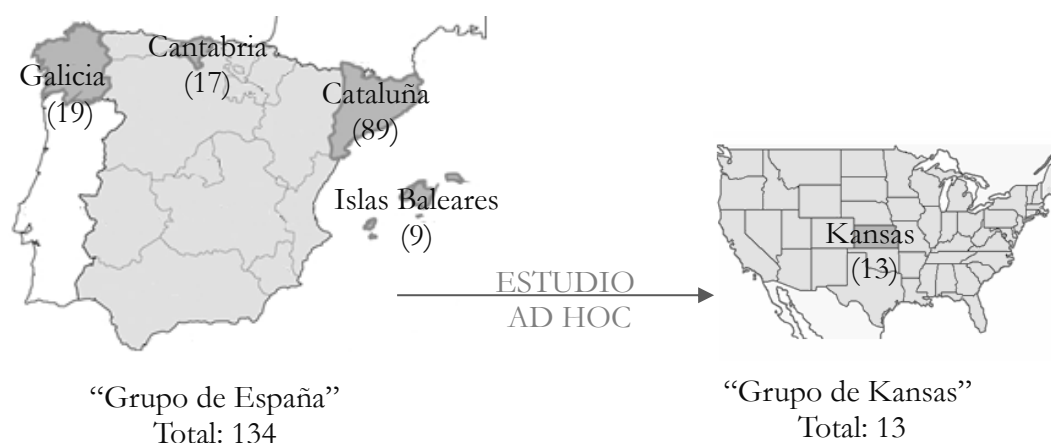 Cantabria
(17)
Galicia
(19)
Cataluña
(89)
Islas Baleares
(9)
Kansas
(13)
ESTUDIO
AD HOC
“Grupo de España”
Total: 134
“Grupo de Kansas”
Total: 13